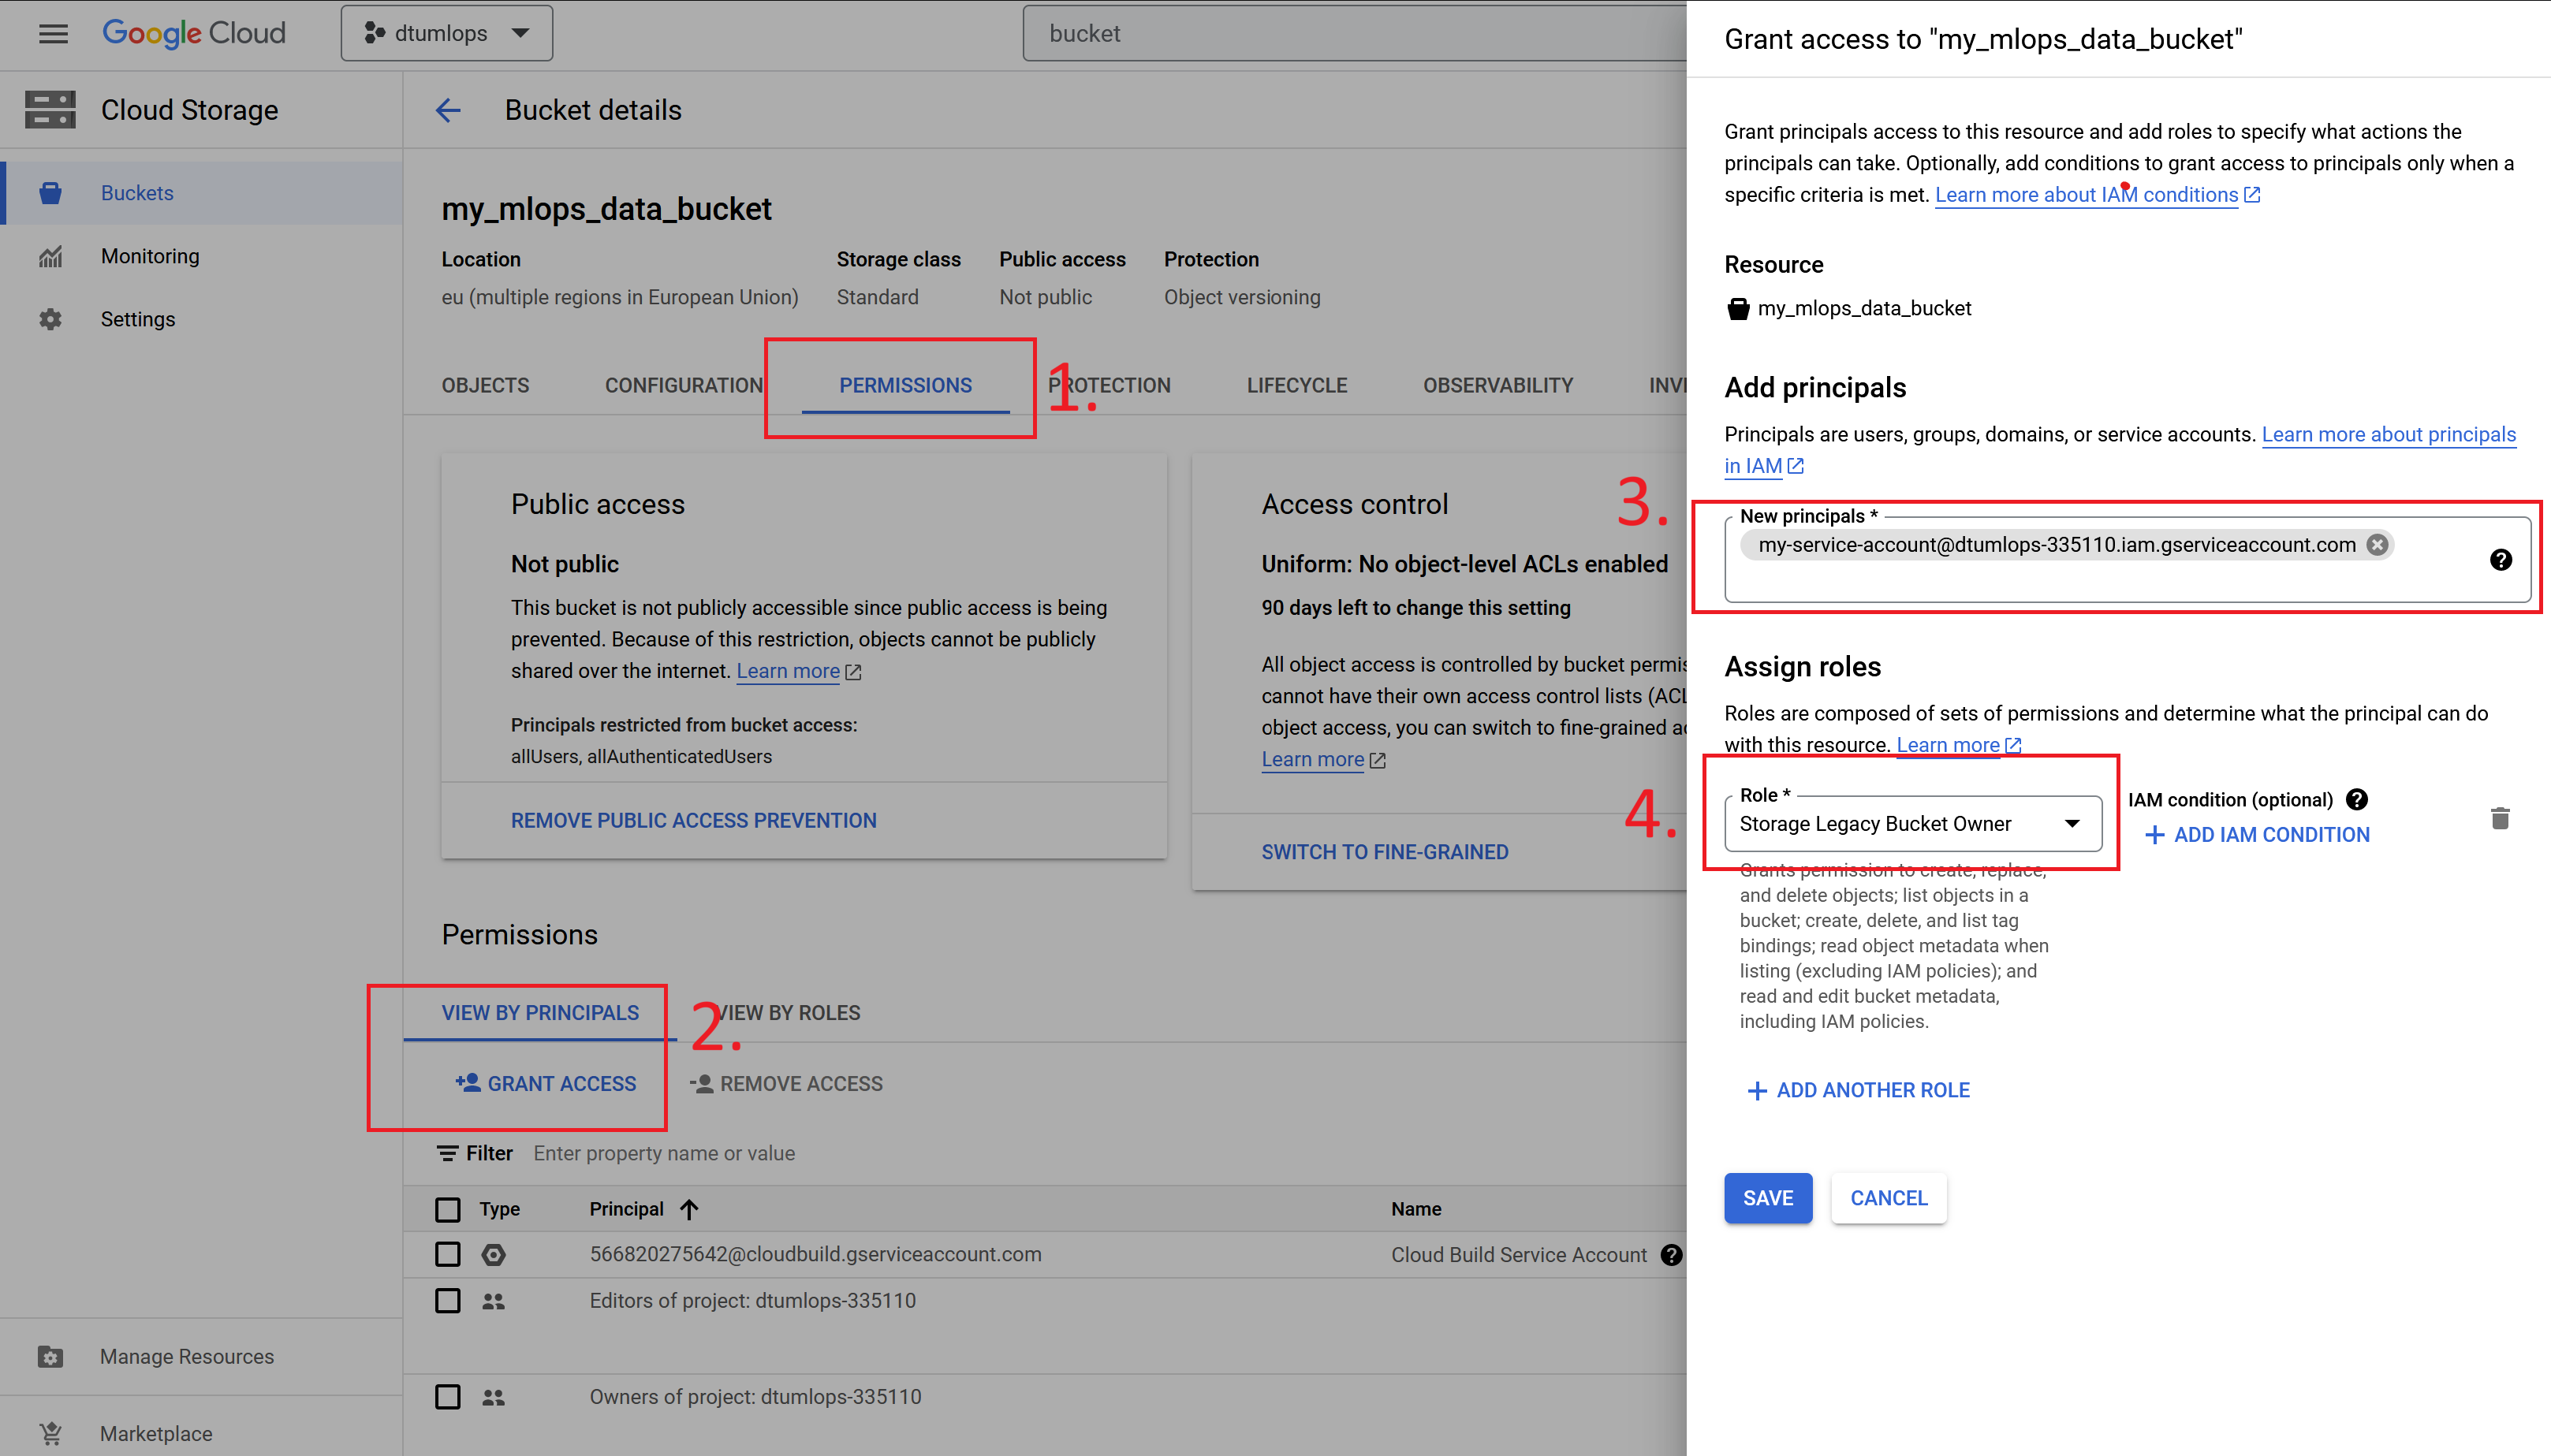 Google Cloud
dtumlops
bucket
Cloud Storage
Buckets
Monitoring
Settings
Manage Resources
Marketplace
Bucket details
my_mlops_data_bucket
Location
Storage class
Public access
Protection
eu (multiple regions in European Union)
Standard
Not public
Object versioning
OBJECTS
CONFIGURATION
PERMISSIONS
1.
PROTECTION
LIFECYCLE
OBSERVABILITY
INVE
Public access
Not public
This bucket is not publicly accessible since public access is being
prevented. Because of this restriction, objects cannot be publicly
shared over the internet. Learn more
Principals restricted from bucket access:
allUsers, allAuthenticatedUsers
REMOVE PUBLIC ACCESS PREVENTION
Access control
Uniform: No object-level ACLs enabled
90 days left to change this setting
All object access is controlled by bucket permis
cannot have their own access control lists (ACL
object access, you can switch to fine-grained ac
Learn more
SWITCH TO FINE-GRAINED
Permissions
VIEW BY PRINCIPALS
2.
VIEW BY ROLES
GRANT ACCESS
REMOVE ACCESS
Filter Enter property name or value
Type
Principal
Name
566820275642@cloudbuild.gserviceaccount.com
Cloud Build Service Account
Editors of project: dtumlops-335110
Owners of project: dtumlops-335110
Grant access to "my_mlops_data_bucket"
Grant principals access to this resource and add roles to specify what actions the
principals can take. Optionally, add conditions to grant access to principals only when a
specific criteria is met. Learn more about IAM conditions
Resource
my_mlops_data_bucket
Add principals
Principals are users, groups, domains, or service accounts. Learn more about principals
in IAM
3.
New principals *
my-service-account@dtumlops-335110.iam.gserviceaccount.com
Assign roles
Roles are composed of sets of permissions and determine what the principal can do
with this resource. Learn more
4.
Role *
Storage Legacy Bucket Owner
IAM condition (optional)
ADD IAM CONDITION
Grants permission to create, replace,
and delete objects; list objects in a
bucket; create, delete, and list tag
bindings; read object metadata when
listing (excluding IAM policies); and
read and edit bucket metadata,
including IAM policies.
ADD ANOTHER ROLE
SAVE
CANCEL